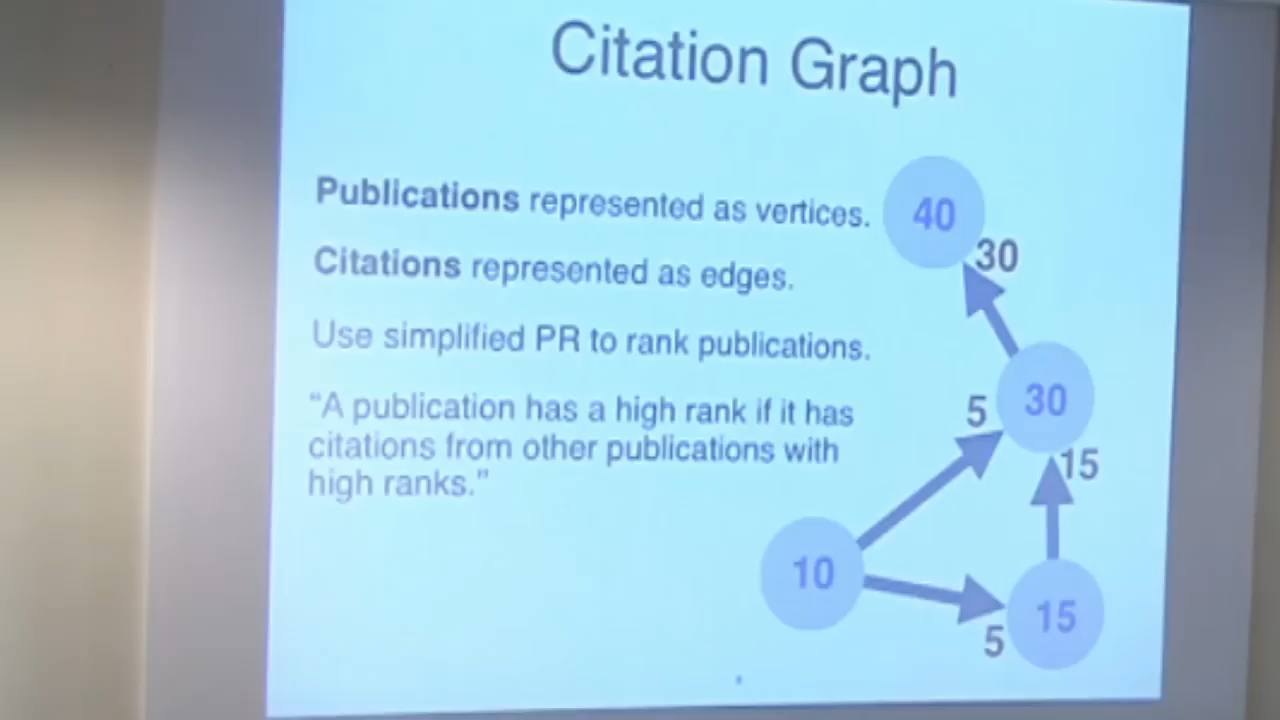 Citation Graph
Publications represented as vertices.
Citations represented as edges.
Use simplified PR to rank publications.
“A publication has a high rank if it has
citations from other publications with
high ranks.”
40
30
5
30
15
10
15
5